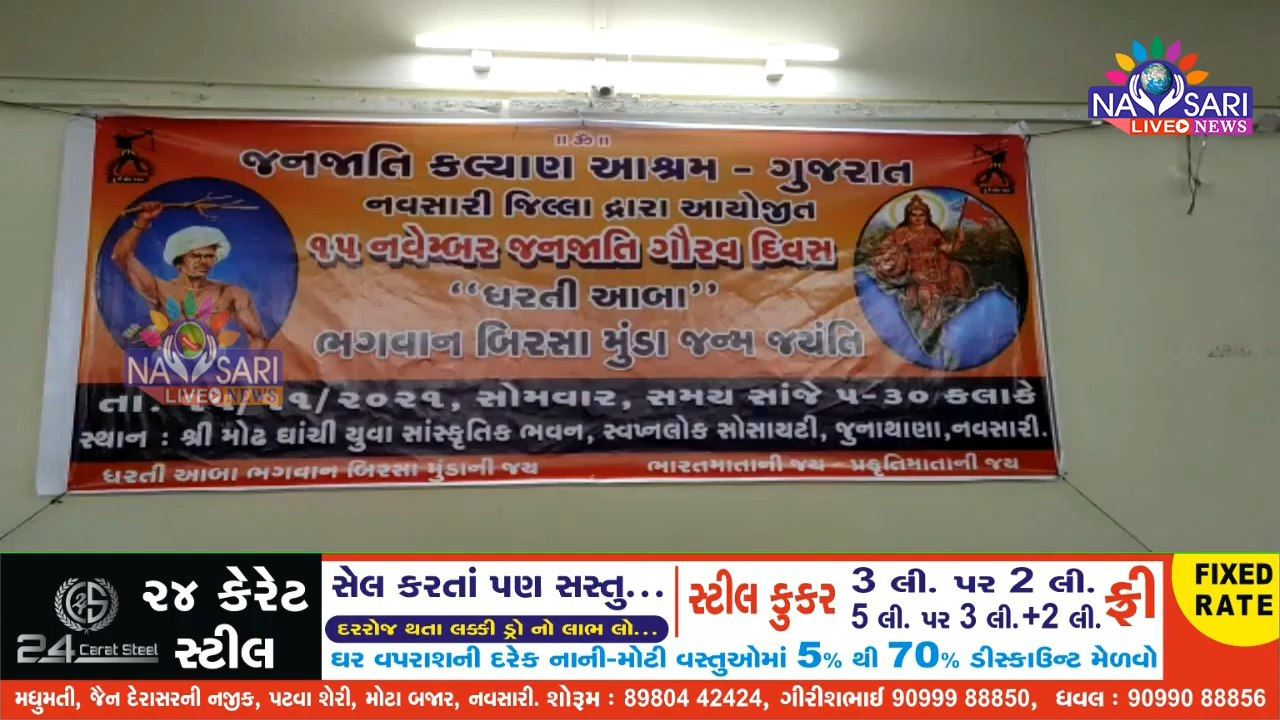 NAVSARI
LIVE NEWS
॥ ૐ ॥
જનજાતિ કલ્યાણ આશ્રમ - ગુજરાત
નવસારી જિલ્લા દ્વારા આયોજીત
૧૫ નવેમ્બર જનજાતિ ગૌરવ દિવસ
“ધરતી આબા”
ભગવાન બિરસા મુંડા જન્મ જયંતિ
NAVSARI
LIVE NEWS
તા. ૧૫/૧૧/૨૦૨૧, સોમવાર, સમય સાંજે ૫-૩૦ કલાકે
સ્થાન : શ્રી મોઢ ઘાંચી યુવા સાંસ્કૃતિક ભવન, સ્વપ્નલોક સોસાયટી, જુનાથાણા,નવસારી.
ધરતી આબા ભગવાન બિરસા મુંડાની જય ભારતમાતાની જય - પ્રકૃતિમાતાની જય
24 Carat Steel
૨૪ કેરેટ
સ્ટીલ
સેલ કરતાં પણ સસ્તુ...
દરરોજ થતા લક્કી ડ્રો નો લાભ લો...
સ્ટીલ કુકર 3 લી. પર 2 લી.
5 લી. પર 3 લી.+2 લી. ફ્રી
ઘર વપરાશની દરેક નાની-મોટી વસ્તુઓમાં 5% થી 70% ડીસ્કાઉન્ટ મેળવો
FIXED
RATE
મધુમતી, જૈન દેરાસરની નજીક, પટવા શેરી, મોટા બજાર, નવસારી. શોરૂમ : 89804 42424, ગીરીશભાઈ 90999 88850, ધવલ : 90990 88856